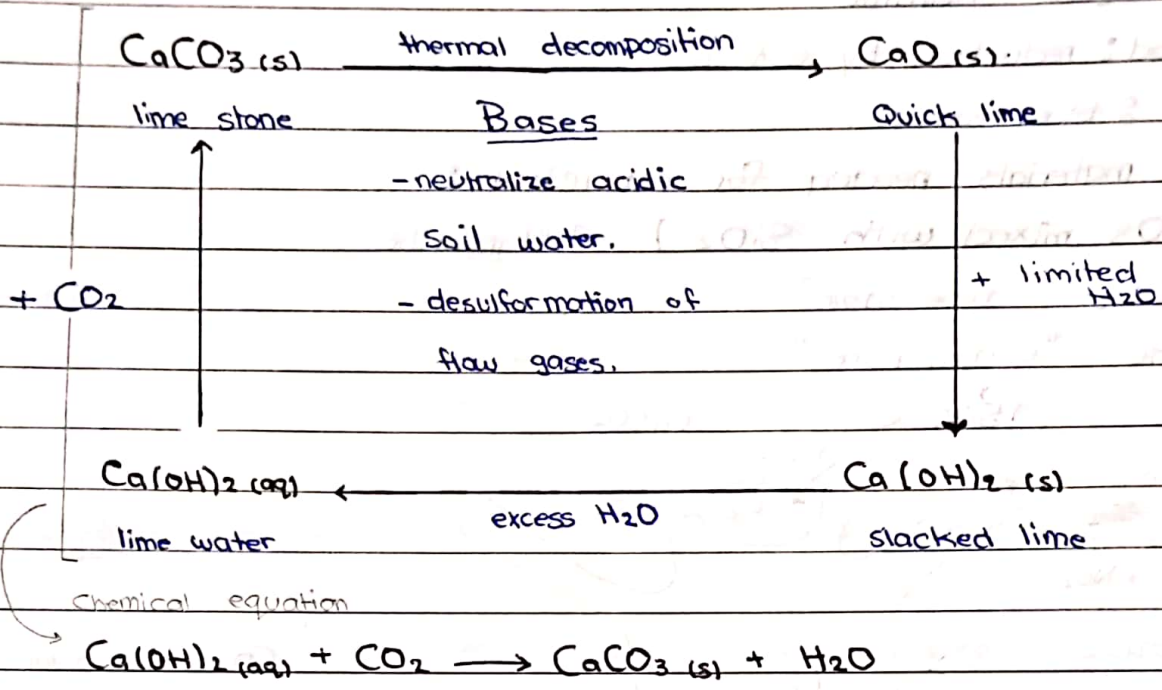 CaCO3 (s) thermal decomposition CaO (s).
lime stone Bases Quick lime
-neutralize acidic
soil water.
+ limited
H2O
+ CO2 - desulformation of
flaw gases.
Ca(OH)2 (aq) Ca(OH)2 (s)
excess H2O
lime water slacked lime
Chemical equation
Ca(OH)2 (aq) + CO2 → CaCO3 (s) + H2O